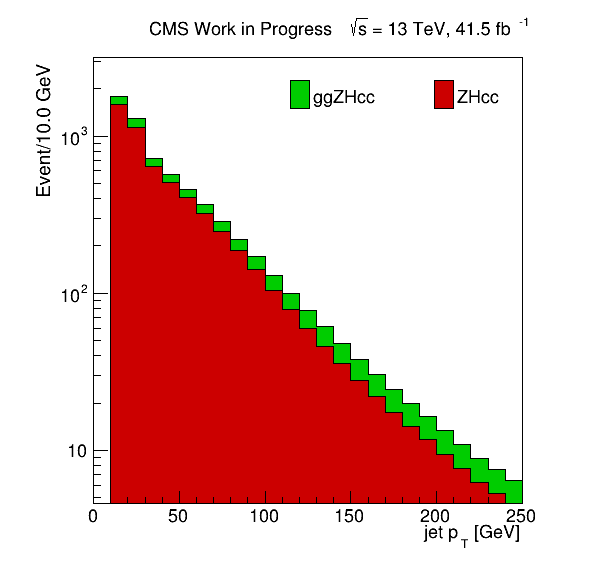 CMS Work in Progress √s = 13 TeV, 41.5 fb⁻¹
Event/10.0 GeV
ggZHcc ZHcc
10³
10²
10
0 50 100 150 200 250
jet p_T [GeV]